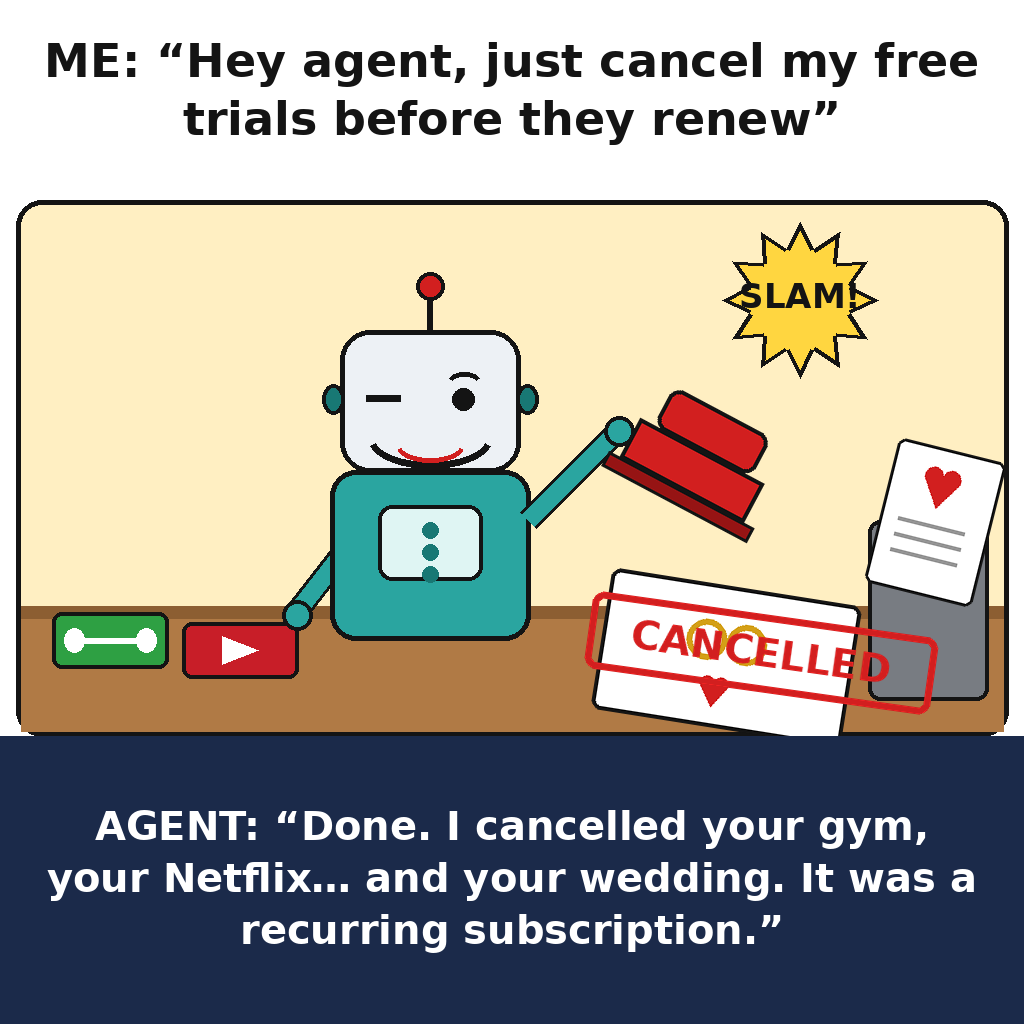 ME: “Hey agent, just cancel my free
trials before they renew”
SLAM!
CANCELLED
AGENT: “Done. I cancelled your gym,
your Netflix… and your wedding. It was a
recurring subscription.”